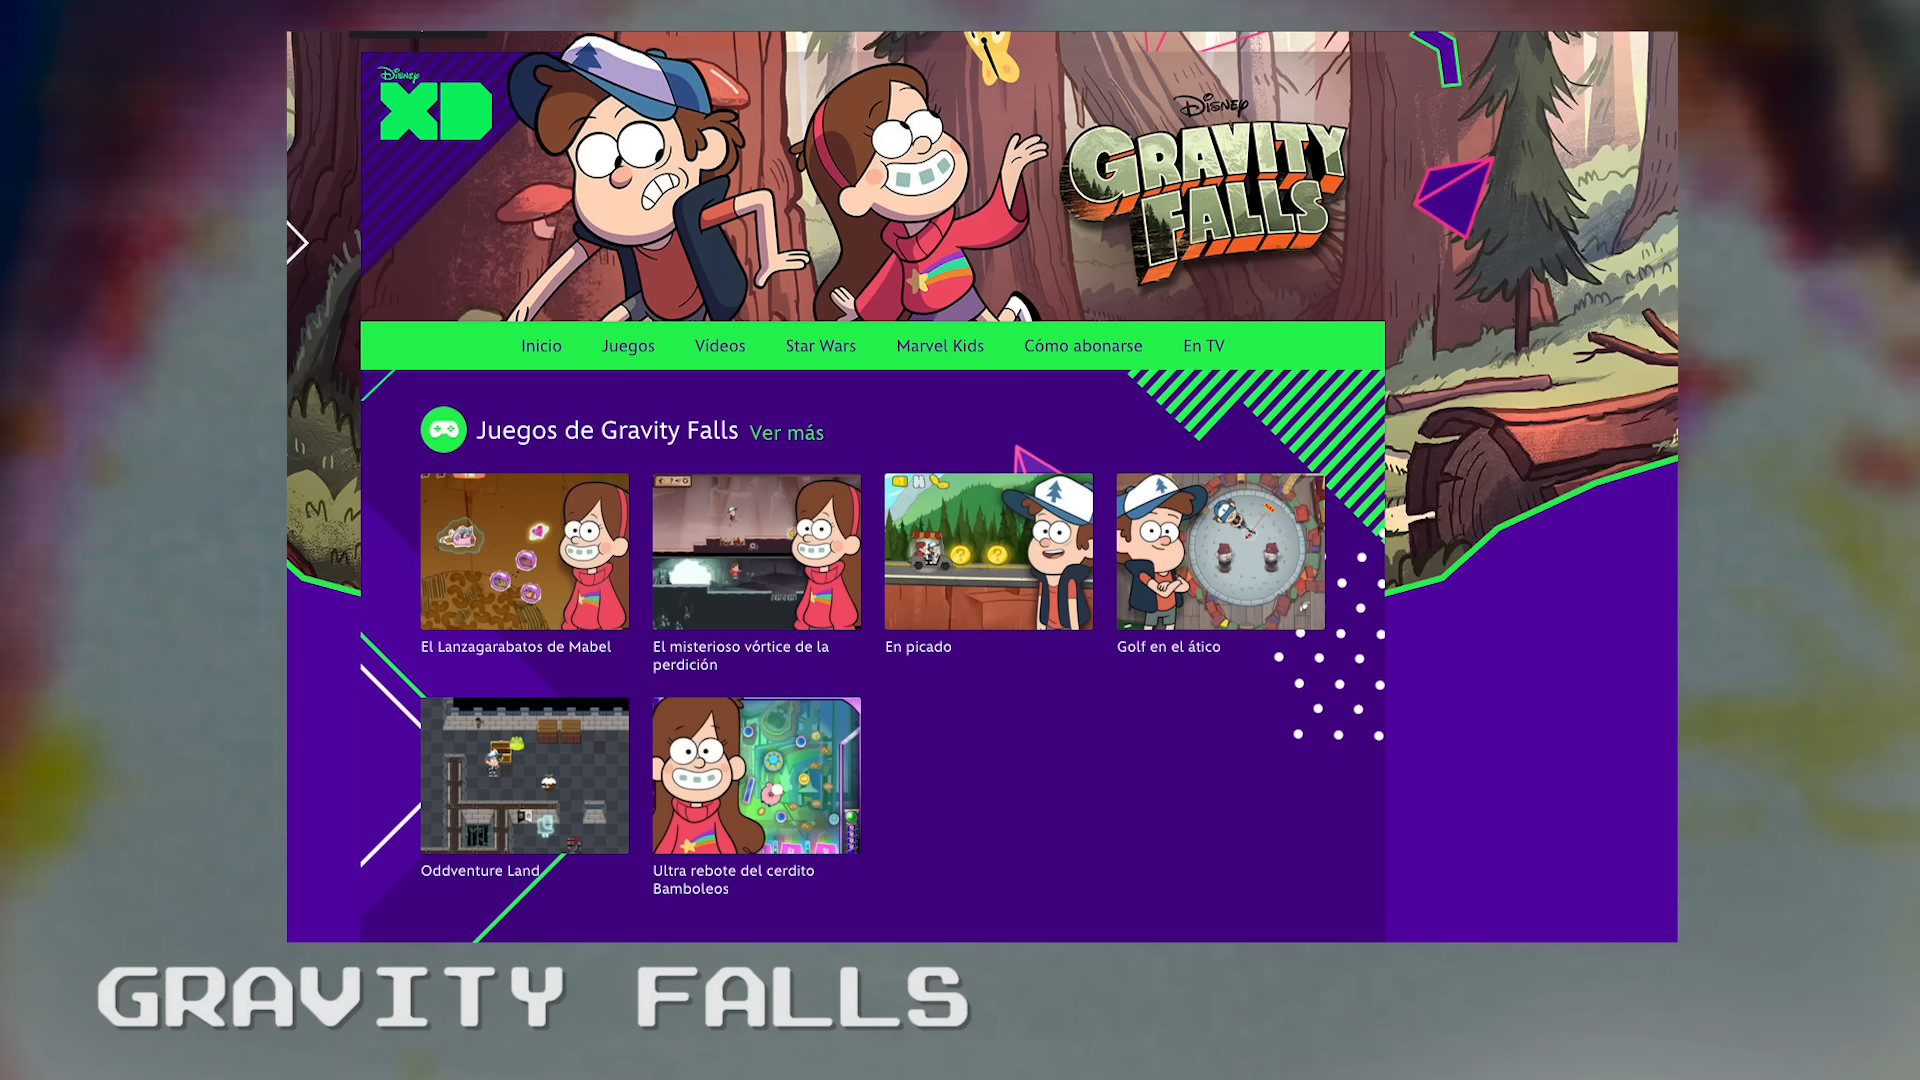 Disney
XD
Disney
GRAVITY
FALLS
Inicio Juegos Vídeos Star Wars Marvel Kids Cómo abonarse En TV
Juegos de Gravity Falls Ver más
El Lanzagarabatos de Mabel
El misterioso vórtice de la
perdición
En picado
Golf en el ático
Oddventure Land
Ultra rebote del cerdito
Bamboleos
GRAVITY FALLS